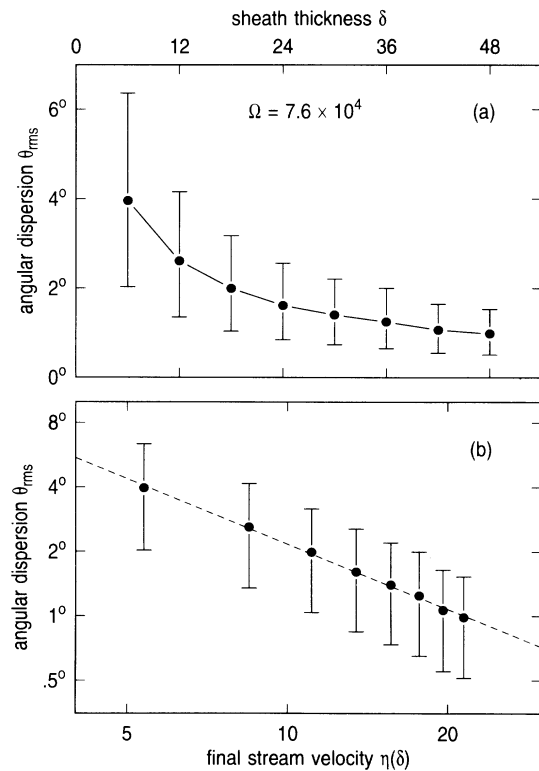 sheath thickness δ
0 12 24 36 48
6°
4°
2°
0°
angular dispersion θrms
Ω = 7.6 × 10⁴
(a)
8°
4°
2°
1°
.5°
angular dispersion θrms
(b)
5 10 20
final stream velocity η(δ)